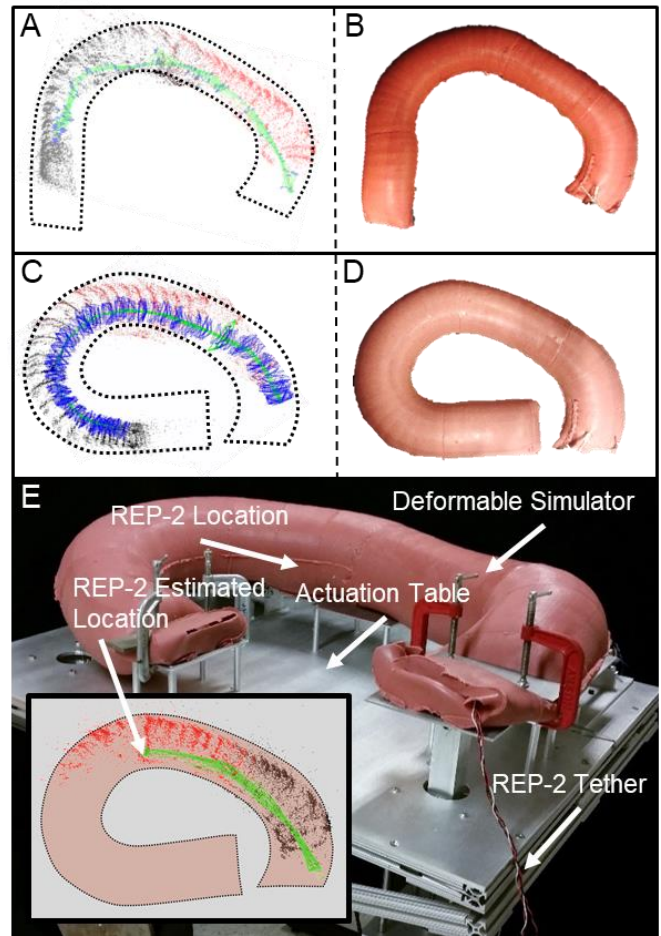 A
B
C
D
E
Deformable Simulator
REP-2 Location
REP-2 Estimated
Location
Actuation Table
REP-2 Tether